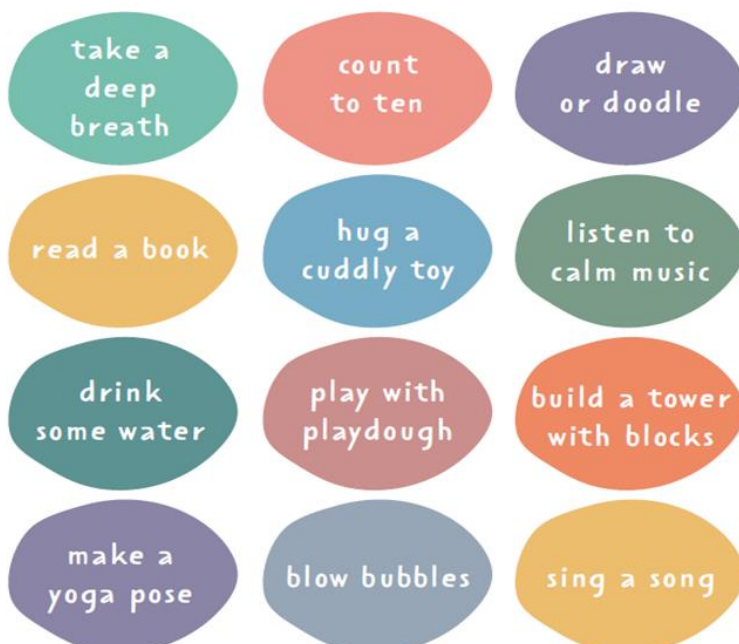 take a
deep
breath
count
to ten
draw
or doodle
read a book
hug a
cuddly toy
listen to
calm music
drink
some water
play with
playdough
build a tower
with blocks
make a
yoga pose
blow bubbles
sing a song